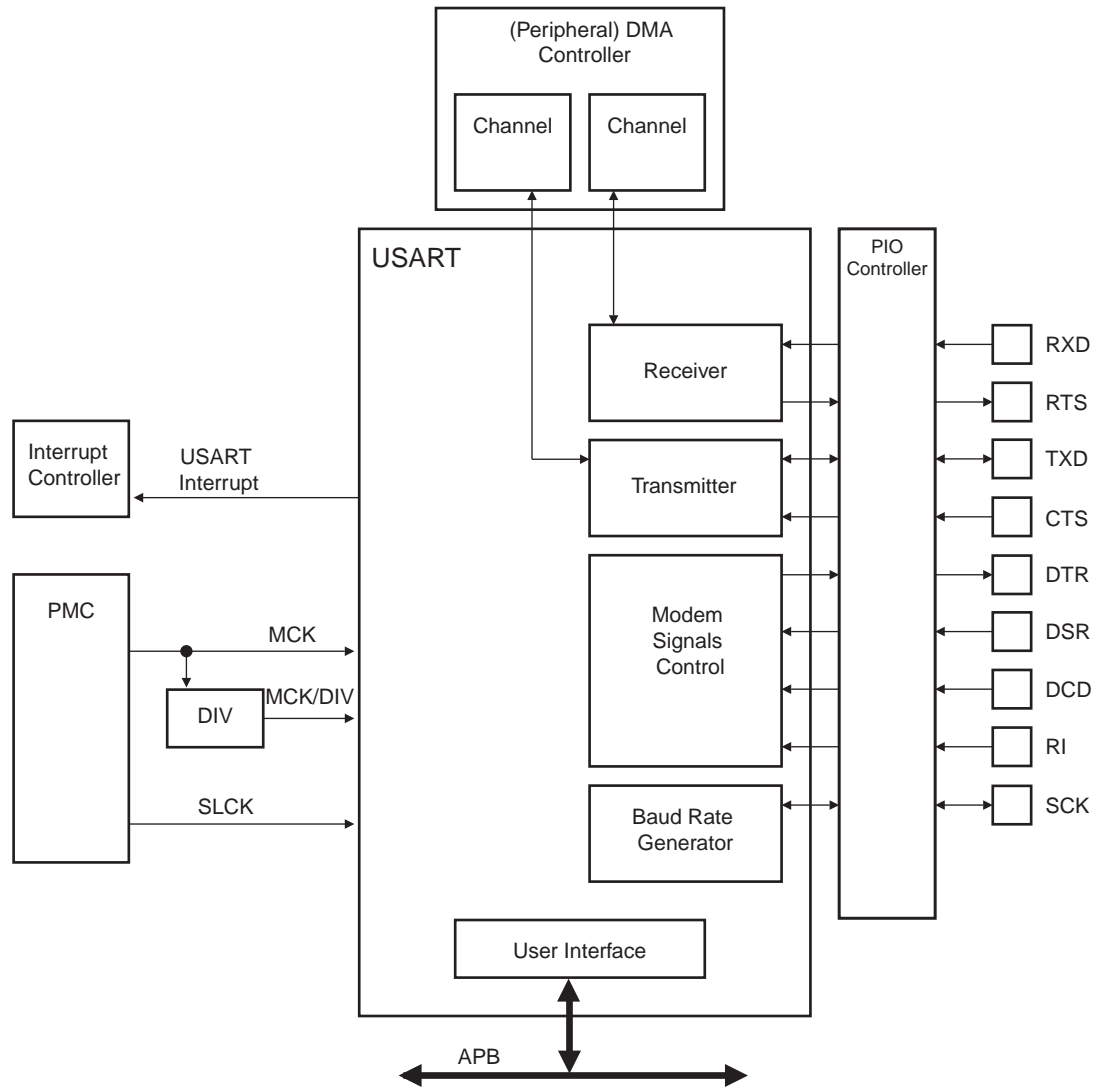 (Peripheral) DMA
Controller
Channel
Channel
USART
PIO
Controller
Receiver
RXD
RTS
Interrupt
Controller
USART
Interrupt
Transmitter
TXD
CTS
PMC
MCK
DIV
MCK/DIV
SLCK
Modem
Signals
Control
DTR
DSR
DCD
RI
Baud Rate
Generator
SCK
User Interface
APB